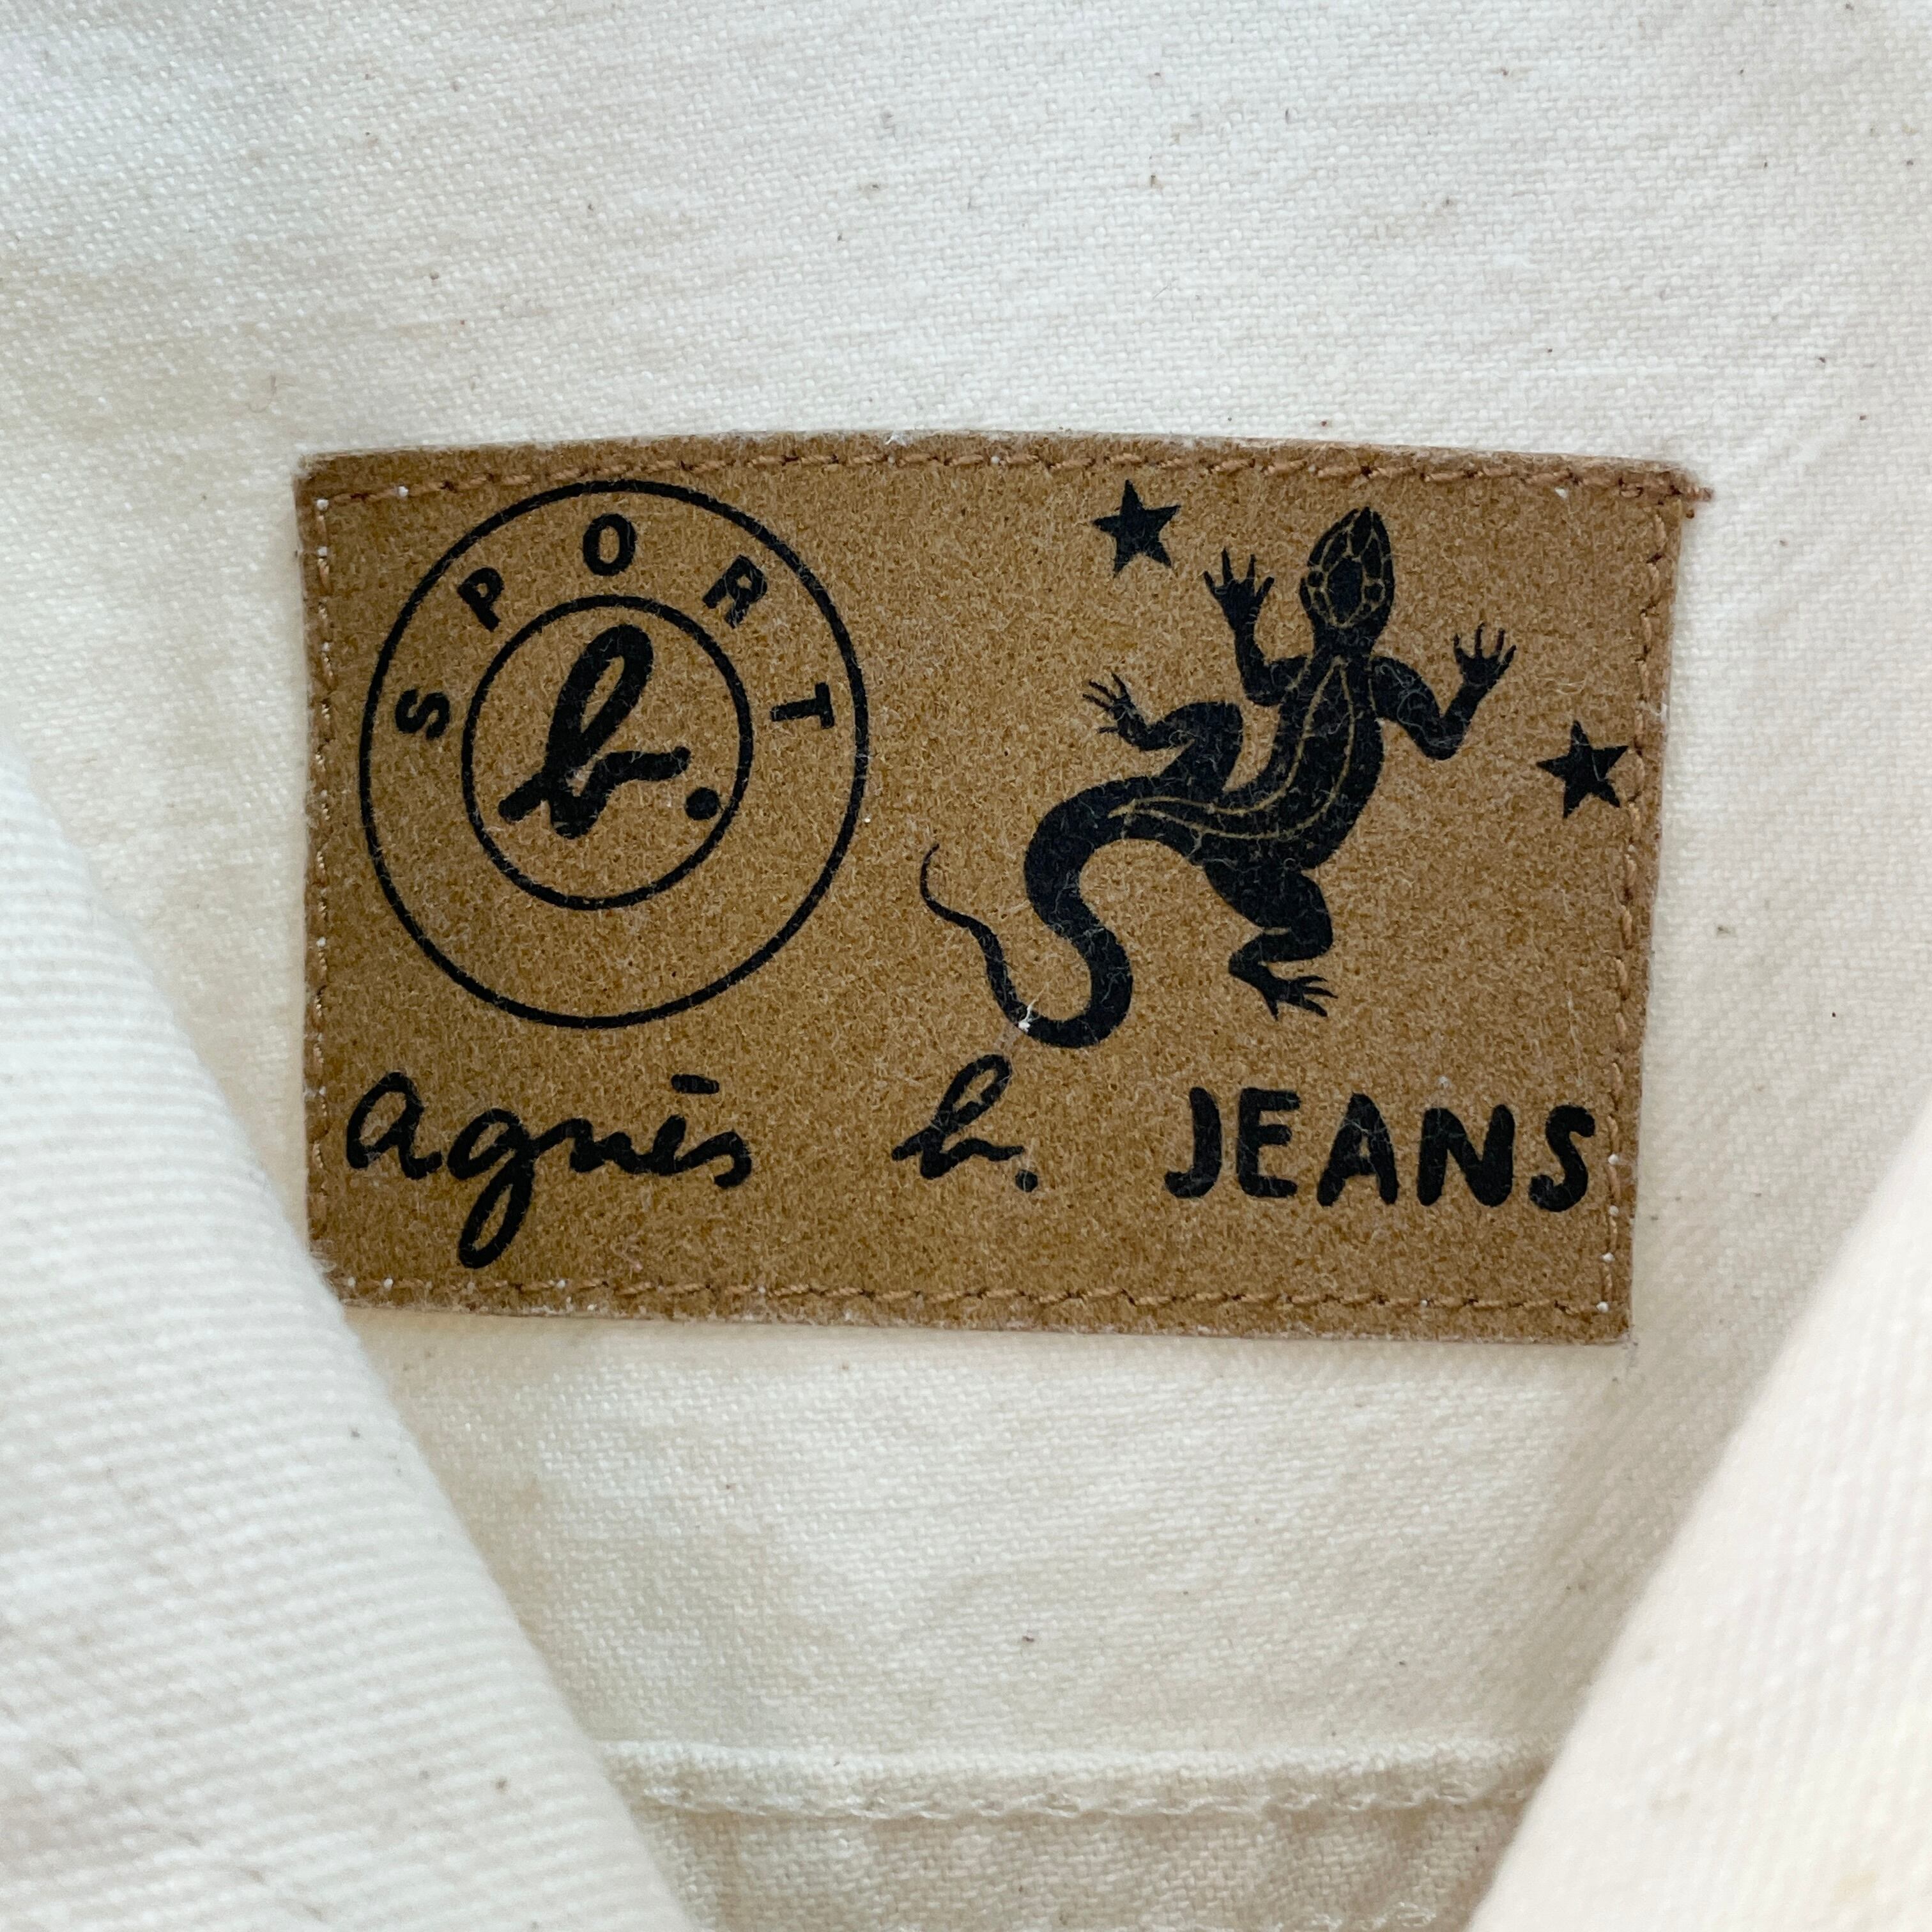 SPORT
b.
agnès b. JEANS